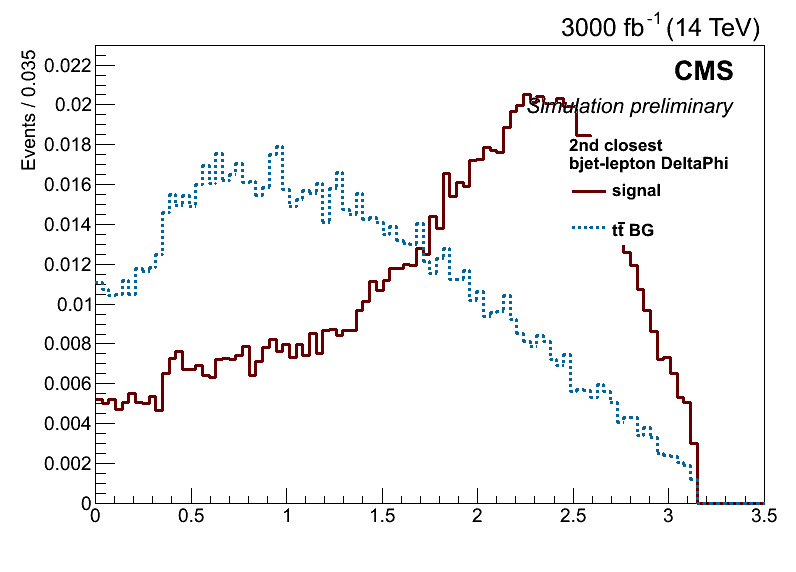 3000 fb⁻¹ (14 TeV)
Events / 0.035
CMS
Simulation preliminary
2nd closest
bjet-lepton DeltaPhi
signal
tt̄ BG
0.022
0.02
0.018
0.016
0.014
0.012
0.01
0.008
0.006
0.004
0.002
0
0 0.5 1 1.5 2 2.5 3 3.5